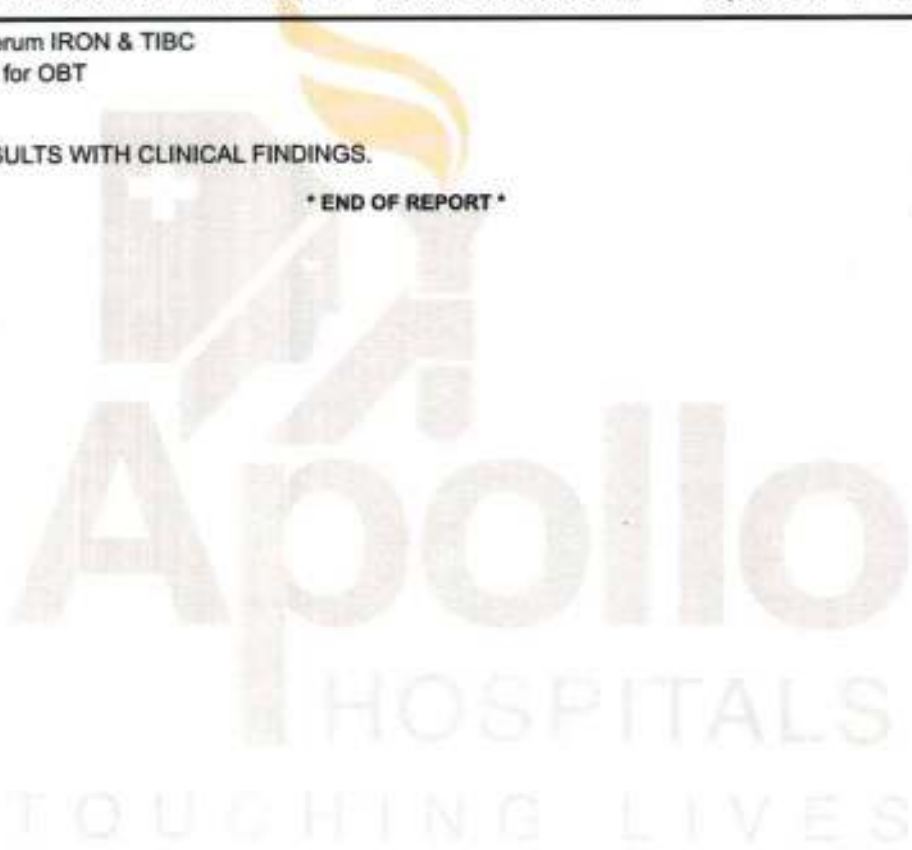 erum IRON & TIBC
for OBT
SULTS WITH CLINICAL FINDINGS.
* END OF REPORT *
Apollo
HOSPITALS
TOUCHING LIVES